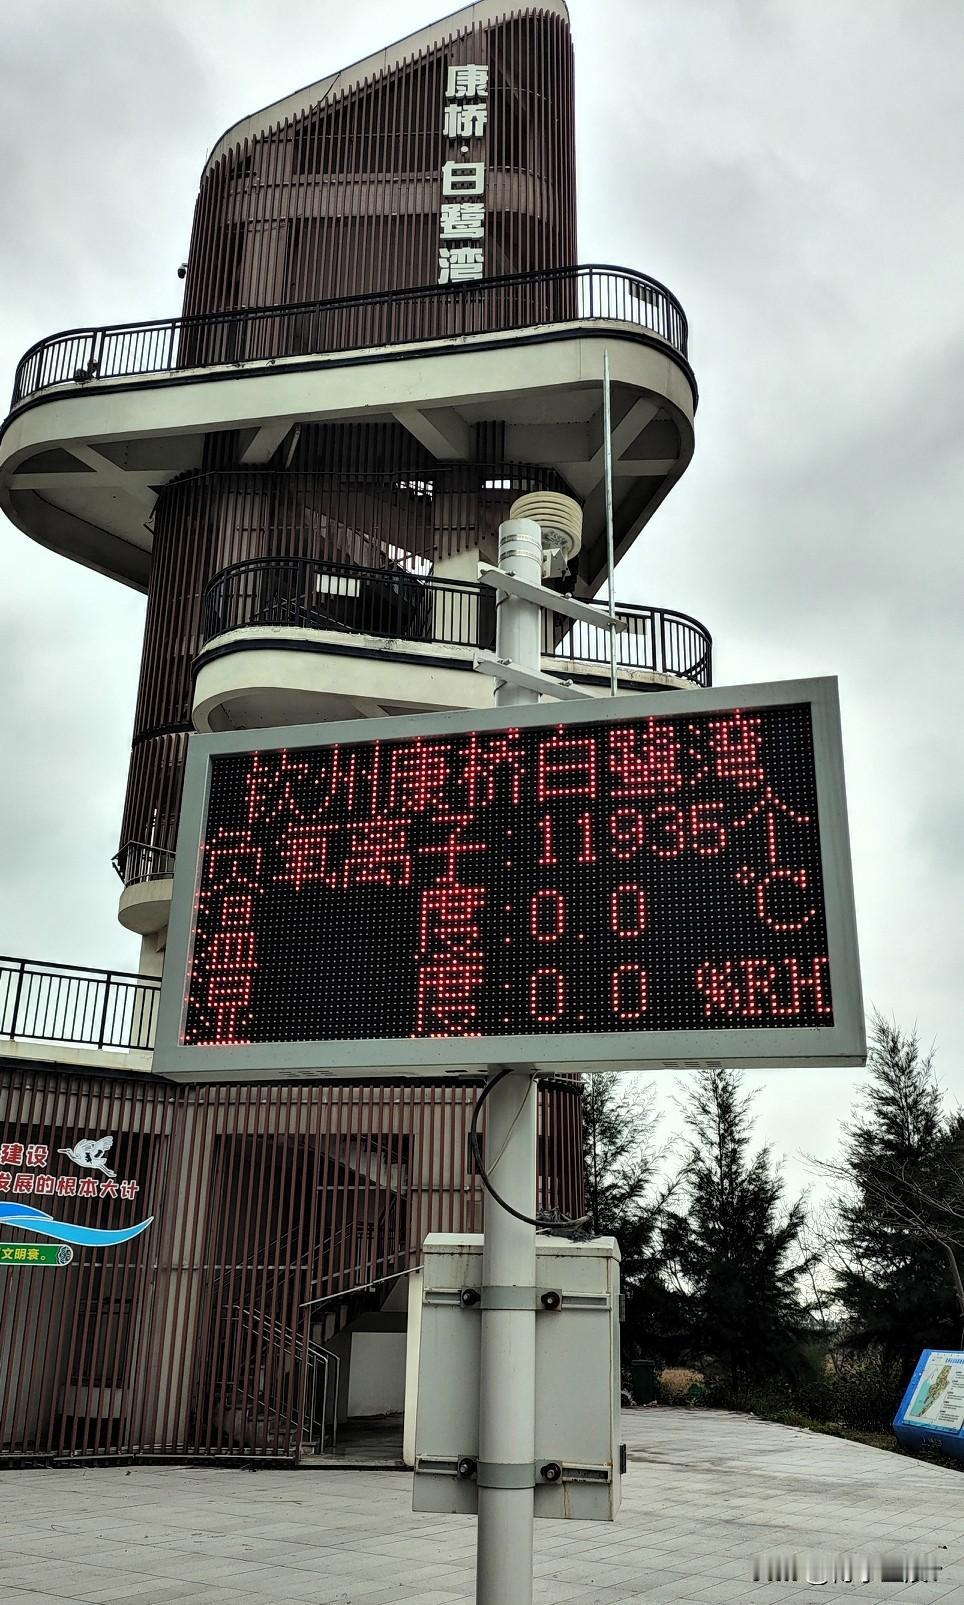 康桥·白鹭湾
钦州康桥白鹭湾
负氧离子:11935个
温度:0.0℃
湿度:0.0%RH
建设
发展的根本大计
文明衰。